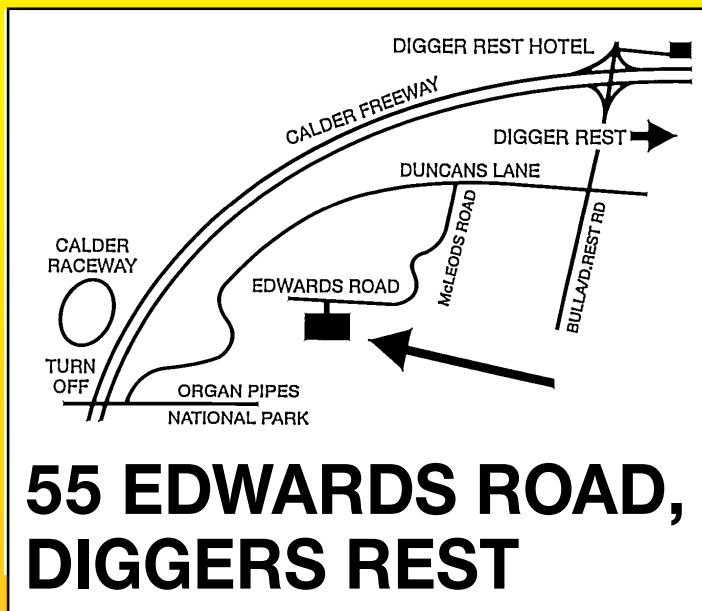 DIGGER REST HOTEL
CALDER FREEWAY
DIGGER REST
DUNCANS LANE
CALDER
RACEWAY
McLEODS ROAD
BULLA/D.REST RD
EDWARDS ROAD
TURN
OFF
ORGAN PIPES
NATIONAL PARK
55 EDWARDS ROAD,
DIGGERS REST